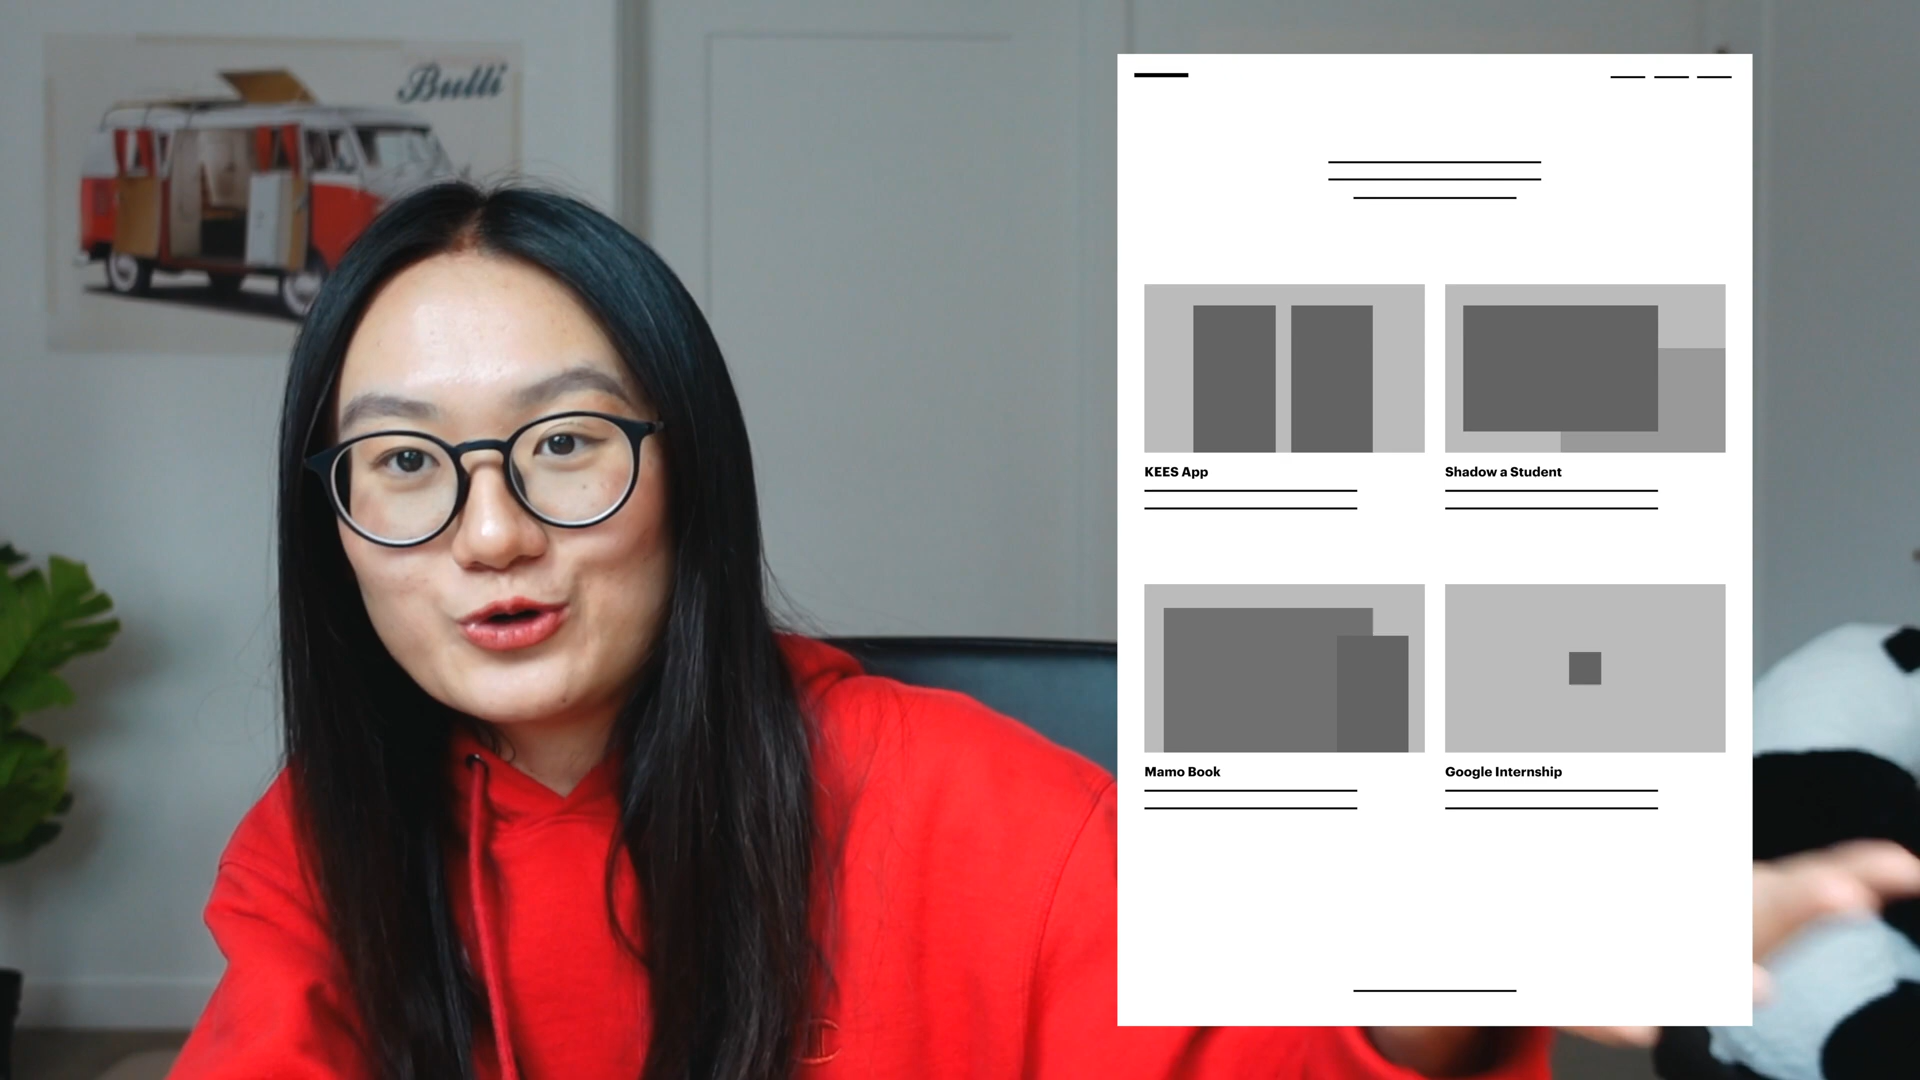 Bulli
KEES App
Shadow a Student
Mamo Book
Google Internship